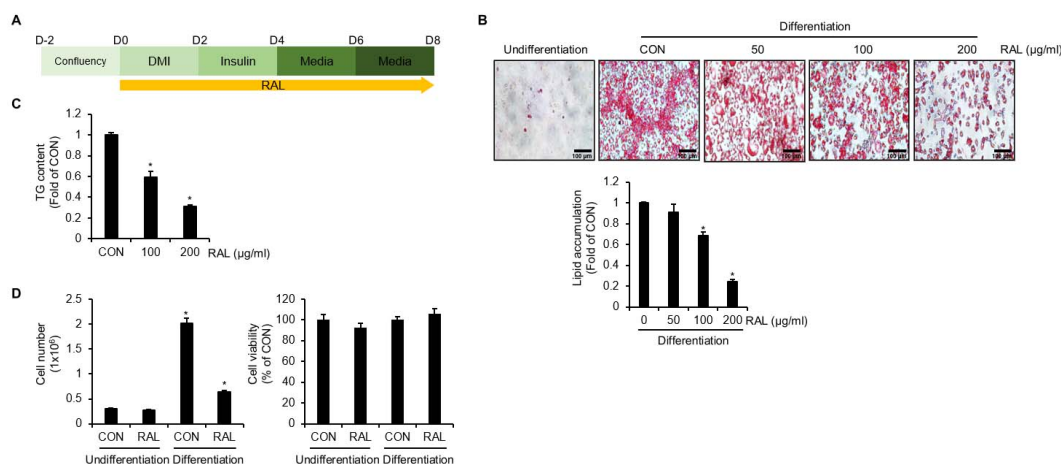 A
D-2 D0 D2 D4 D6 D8
Confluency DMI Insulin Media Media
RAL
B
Differentiation
Undifferentiation CON 50 100 200 RAL (µg/ml)
100 µm 100 µm 100 µm 100 µm 100 µm
Lipid accumulation
(Fold of CON)
1.2
1
0.8
0.6
0.4
0.2
0
* *
0 50 100 200 RAL (µg/ml)
Differentiation
C
TG content
(Fold of CON)
1.2
1
0.8
0.6
0.4
0.2
0
* *
CON 100 200 RAL (µg/ml)
D
Cell number
(1x10⁶)
2.5
2
1.5
1
0.5
0
* *
CON RAL CON RAL
Undifferentiation Differentiation
Cell viability
(% of CON)
120
100
80
60
40
20
0
CON RAL CON RAL
Undifferentiation Differentiation